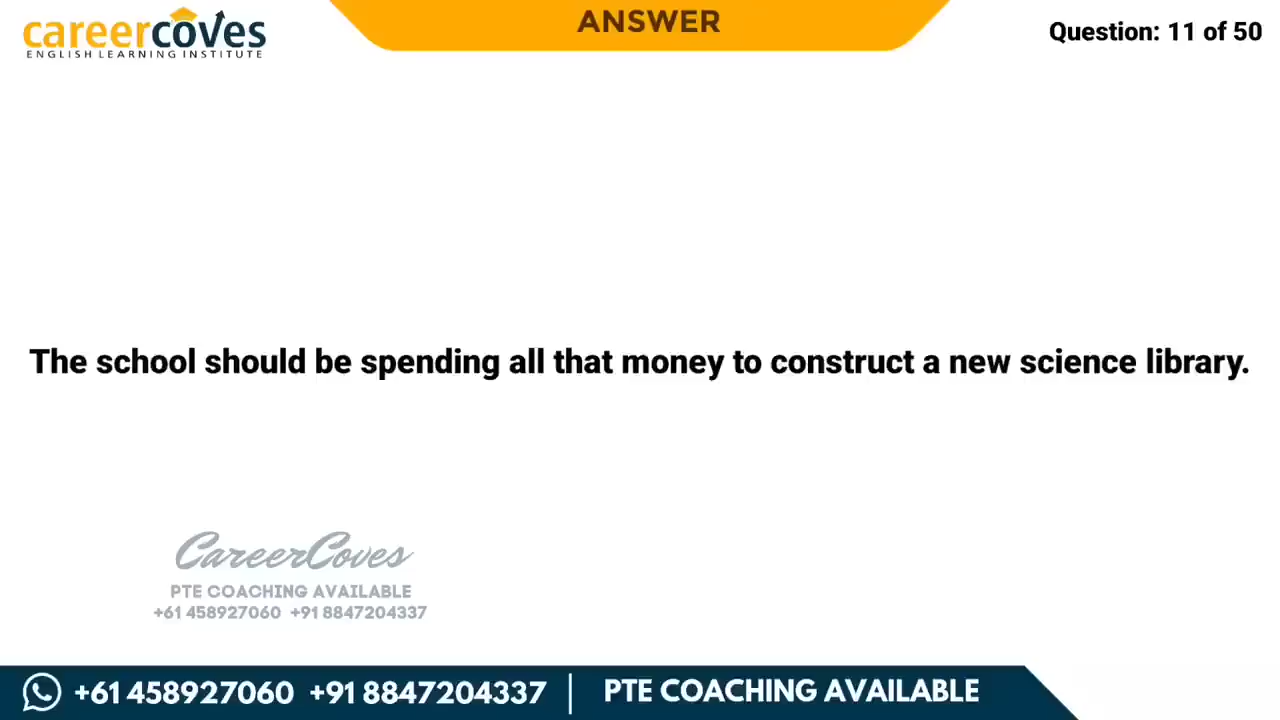 careercoves
ENGLISH LEARNING INSTITUTE
ANSWER
Question: 11 of 50
The school should be spending all that money to construct a new science library.
CareerCoves
PTE COACHING AVAILABLE
+61 458927060 +91 8847204337
+61 458927060 +91 8847204337 | PTE COACHING AVAILABLE